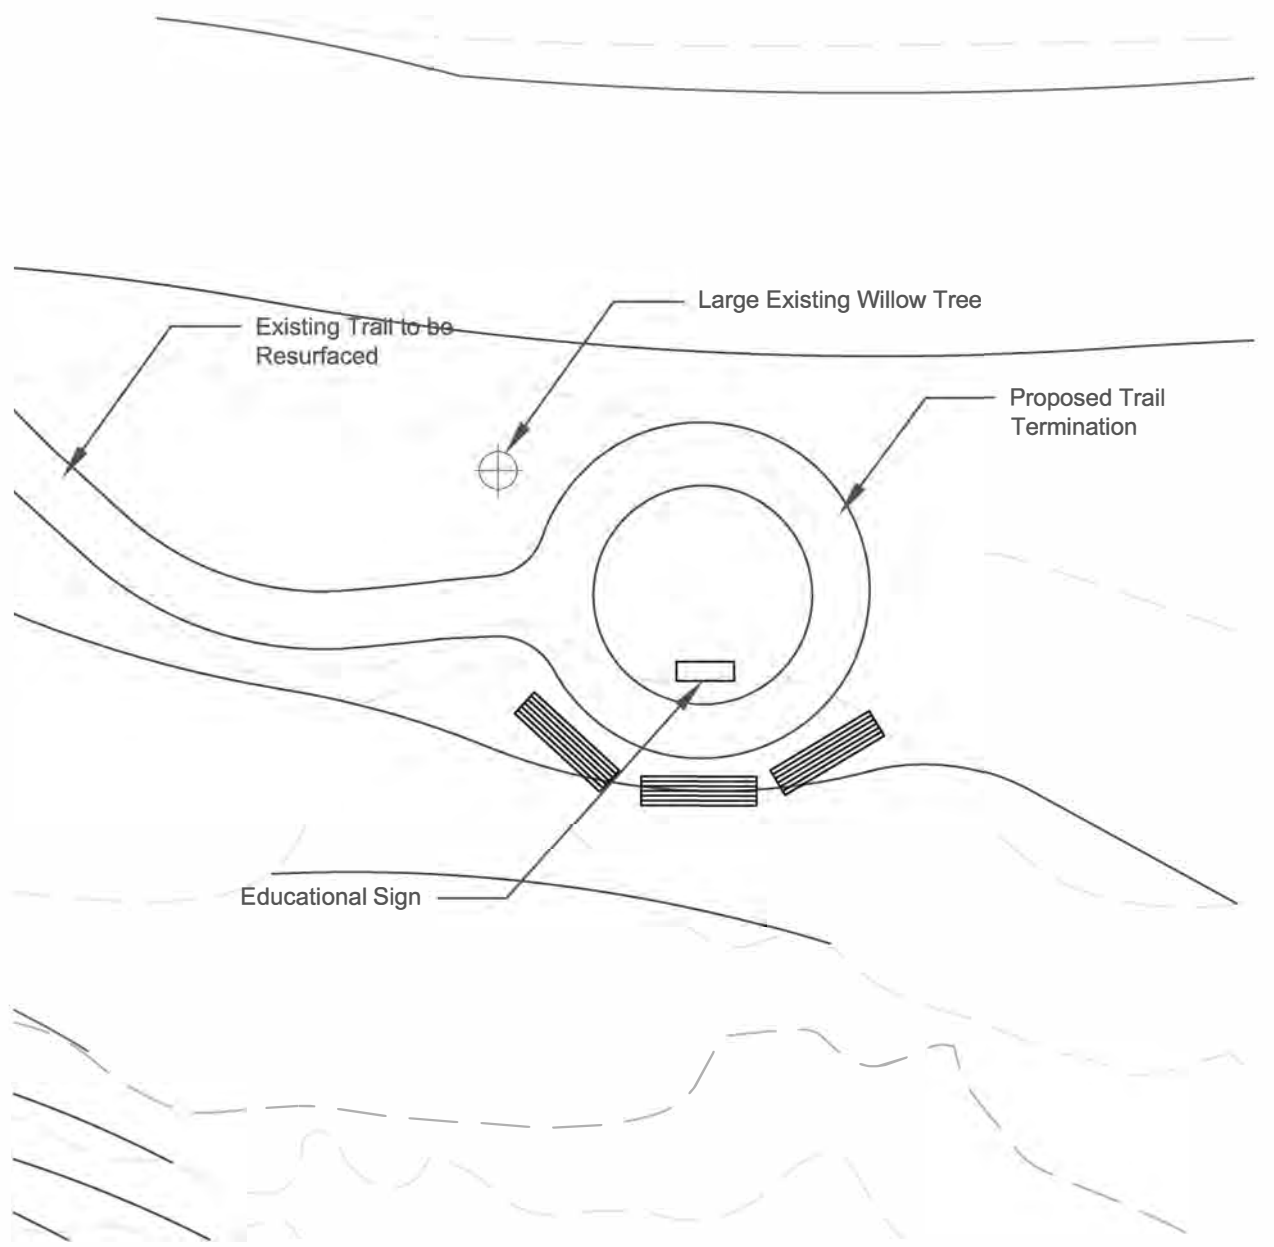 Large Existing Willow Tree
Existing Trail to be
Resurfaced
Proposed Trail
Termination
Educational Sign